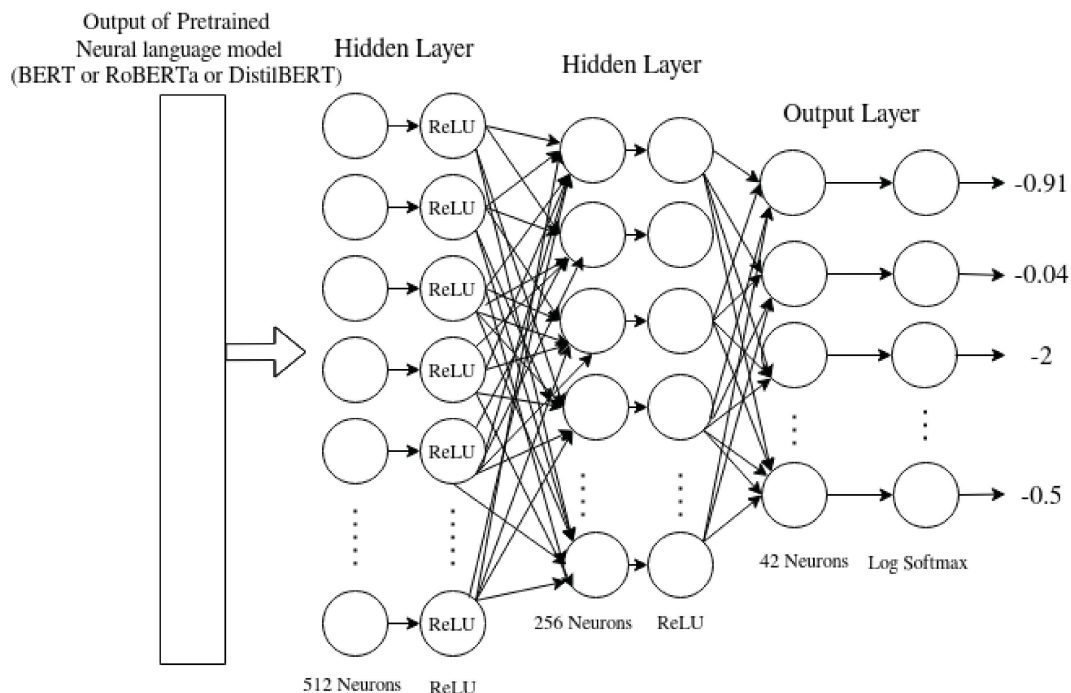 Output of Pretrained
Neural language model
(BERT or RoBERTa or DistilBERT)
Hidden Layer
Hidden Layer
Output Layer
ReLU
ReLU
ReLU
ReLU
ReLU
ReLU
-0.91
-0.04
-2
-0.5
512 Neurons
ReLU
256 Neurons
ReLU
42 Neurons
Log Softmax